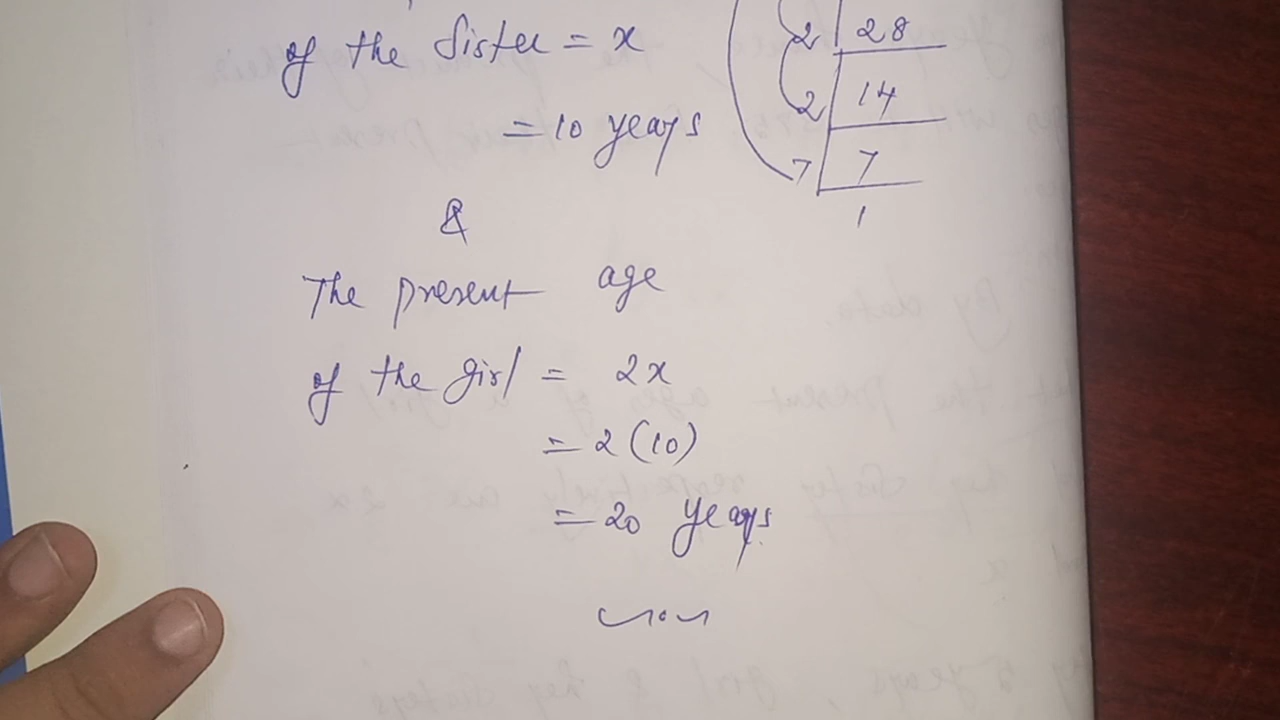 of the Sister = x
= 10 years
2 | 28
2 | 14
7 | 7
1
&
The present age
of the girl = 2x
= 2 (10)
= 20 years